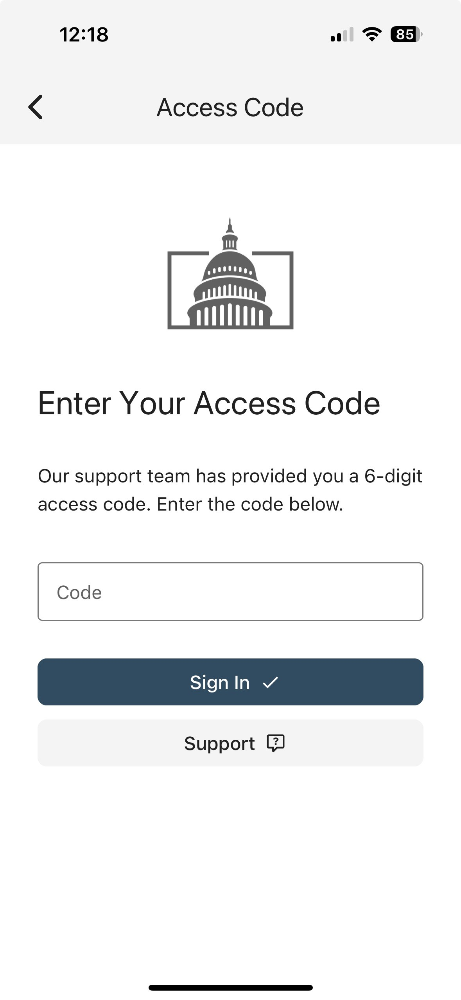 12:18
85
Access Code
Enter Your Access Code
Our support team has provided you a 6-digit
access code. Enter the code below.
Code
Sign In
Support
?